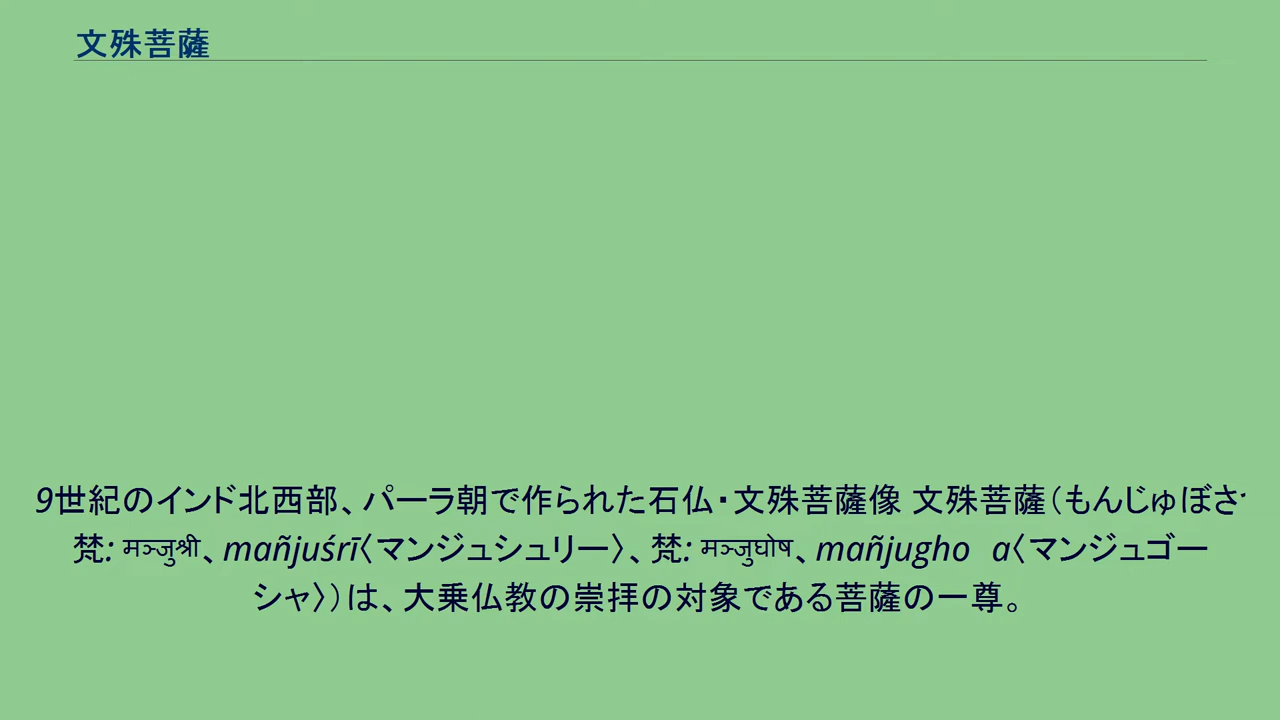 文殊菩薩
9世紀のインド北西部、パーラ朝で作られた石仏・文殊菩薩像 文殊菩薩（もんじゅぼさ
梵: मञ्जुश्री、mañjuśrī〈マンジュシュリー〉、梵: मञ्जुघोष、mañjugho a〈マンジュゴー
シャ〉）は、大乗仏教の崇拝の対象である菩薩の一尊。